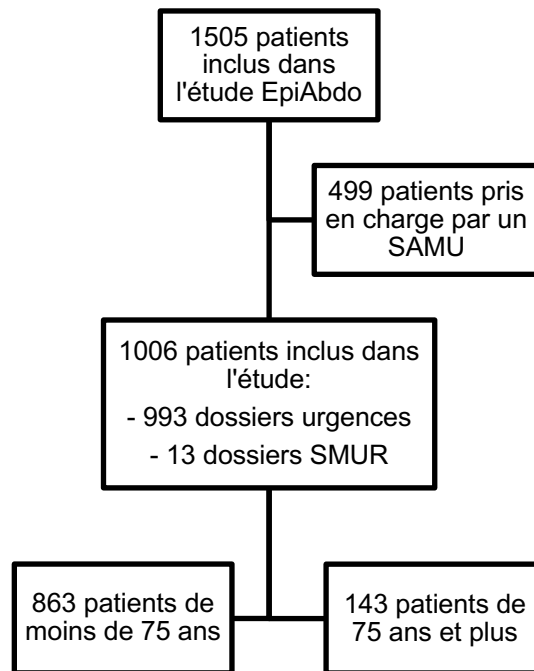 1505 patients
inclus dans
l'étude EpiAbdo
499 patients pris
en charge par un
SAMU
1006 patients inclus dans
l'étude:
- 993 dossiers urgences
- 13 dossiers SMUR
863 patients de
moins de 75 ans
143 patients de
75 ans et plus